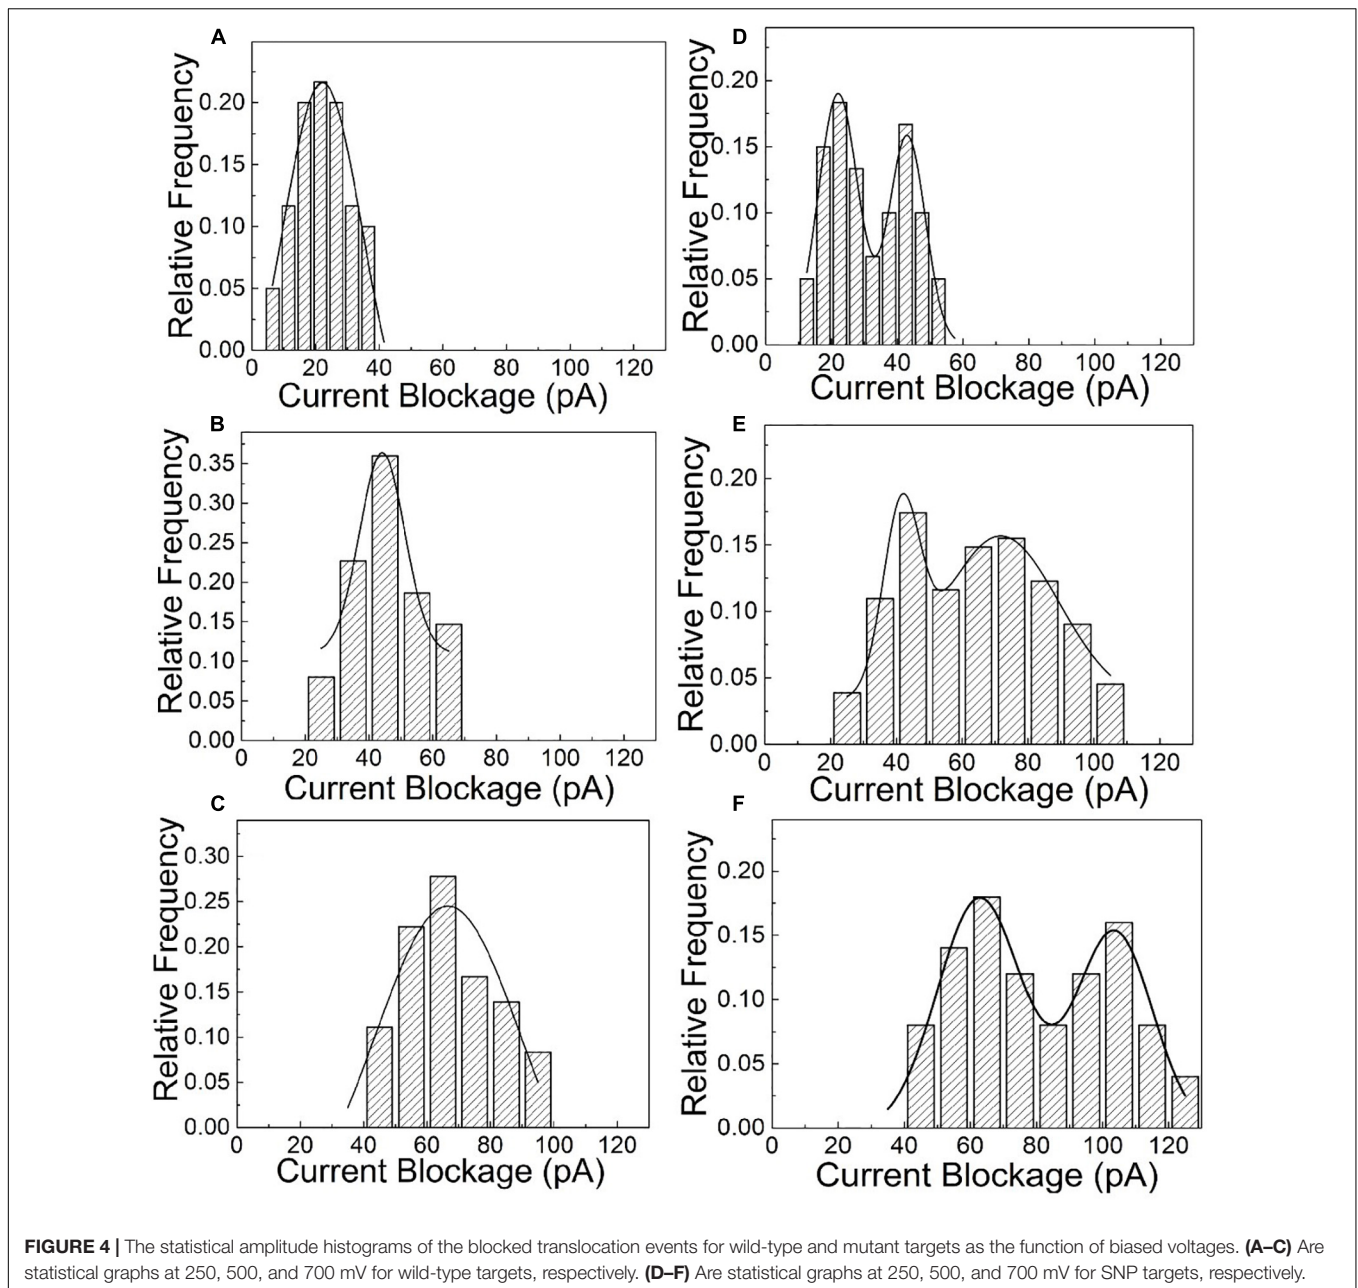 A
Relative Frequency
0.20
0.15
0.10
0.05
0.00
0 20 40 60 80 100 120
Current Blockage (pA)
D
Relative Frequency
0.20
0.15
0.10
0.05
0.00
0 20 40 60 80 100 120
Current Blockage (pA)
B
Relative Frequency
0.35
0.30
0.25
0.20
0.15
0.10
0.05
0.00
0 20 40 60 80 100 120
Current Blockage (pA)
E
Relative Frequency
0.20
0.15
0.10
0.05
0.00
0 20 40 60 80 100 120
Current Blockage (pA)
C
Relative Frequency
0.30
0.25
0.20
0.15
0.10
0.05
0.00
0 20 40 60 80 100 120
Current Blockage (pA)
F
Relative Frequency
0.20
0.15
0.10
0.05
0.00
0 20 40 60 80 100 120
Current Blockage (pA)
FIGURE 4 | The statistical amplitude histograms of the blocked translocation events for wild-type and mutant targets as the function of biased voltages. (A–C) Are
statistical graphs at 250, 500, and 700 mV for wild-type targets, respectively. (D–F) Are statistical graphs at 250, 500, and 700 mV for SNP targets, respectively.